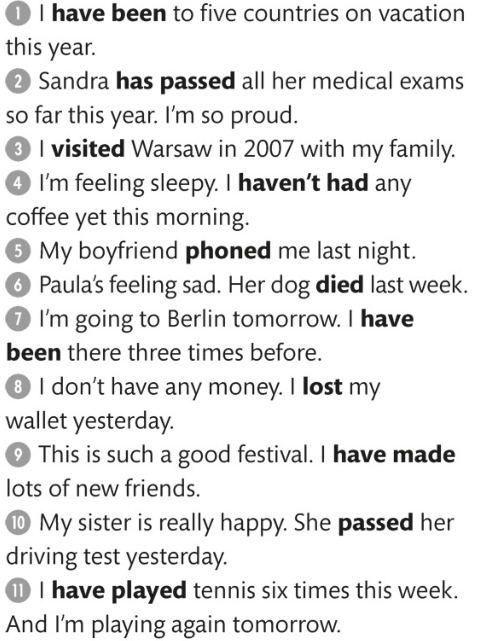 1 I have been to five countries on vacation
this year.
2 Sandra has passed all her medical exams
so far this year. I'm so proud.
3 I visited Warsaw in 2007 with my family.
4 I'm feeling sleepy. I haven't had any
coffee yet this morning.
5 My boyfriend phoned me last night.
6 Paula's feeling sad. Her dog died last week.
7 I'm going to Berlin tomorrow. I have
been there three times before.
8 I don't have any money. I lost my
wallet yesterday.
9 This is such a good festival. I have made
lots of new friends.
10 My sister is really happy. She passed her
driving test yesterday.
11 I have played tennis six times this week.
And I'm playing again tomorrow.